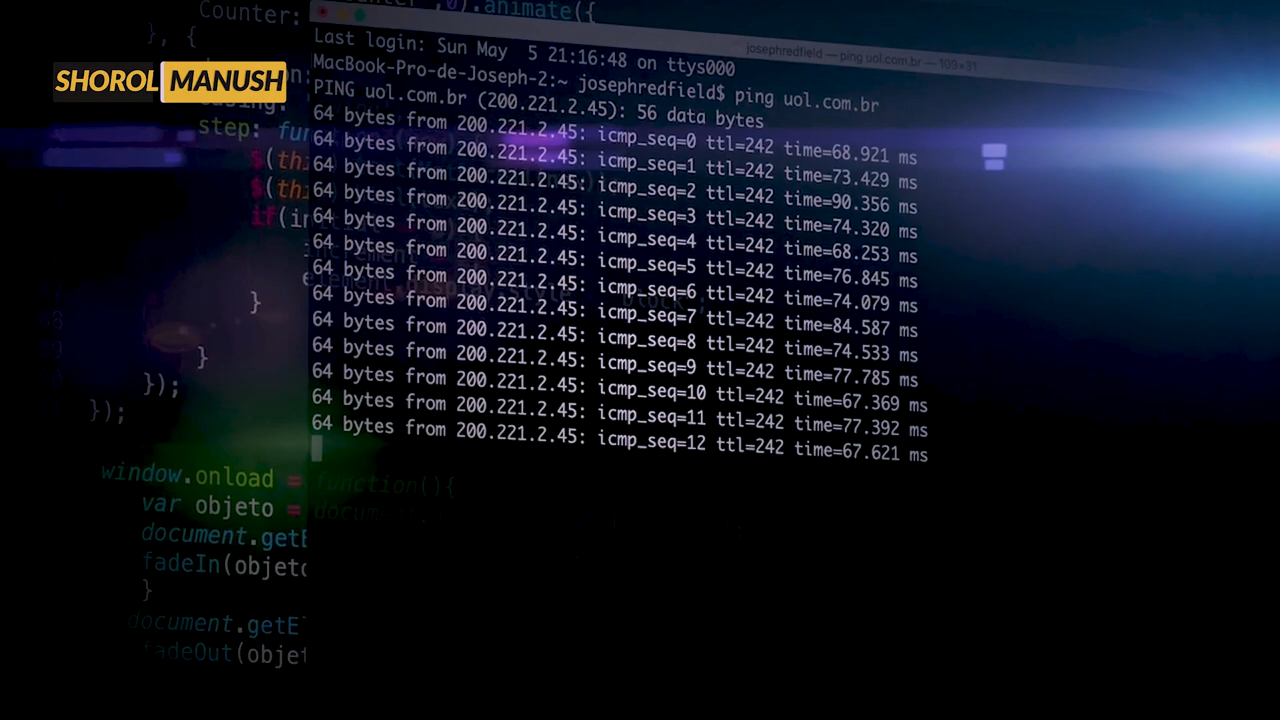 Counter:
.animate({
}, {
SHOROL MANUSH
step:
$(
$(
if(
}
}
});
});
window.onload = function(){
var objeto =
document.getE
fadeIn(objeto
}
document.getE
fadeOut(objet
josephredfield — ping uol.com.br — 109×31
Last login: Sun May  5 21:16:48 on ttys000
MacBook-Pro-de-Joseph-2:~ josephredfield$ ping uol.com.br
PING uol.com.br (200.221.2.45): 56 data bytes
64 bytes from 200.221.2.45: icmp_seq=0 ttl=242 time=68.921 ms
64 bytes from 200.221.2.45: icmp_seq=1 ttl=242 time=73.429 ms
64 bytes from 200.221.2.45: icmp_seq=2 ttl=242 time=90.356 ms
64 bytes from 200.221.2.45: icmp_seq=3 ttl=242 time=74.320 ms
64 bytes from 200.221.2.45: icmp_seq=4 ttl=242 time=68.253 ms
64 bytes from 200.221.2.45: icmp_seq=5 ttl=242 time=76.845 ms
64 bytes from 200.221.2.45: icmp_seq=6 ttl=242 time=74.079 ms
64 bytes from 200.221.2.45: icmp_seq=7 ttl=242 time=84.587 ms
64 bytes from 200.221.2.45: icmp_seq=8 ttl=242 time=74.533 ms
64 bytes from 200.221.2.45: icmp_seq=9 ttl=242 time=77.785 ms
64 bytes from 200.221.2.45: icmp_seq=10 ttl=242 time=67.369 ms
64 bytes from 200.221.2.45: icmp_seq=11 ttl=242 time=77.392 ms
64 bytes from 200.221.2.45: icmp_seq=12 ttl=242 time=67.621 ms